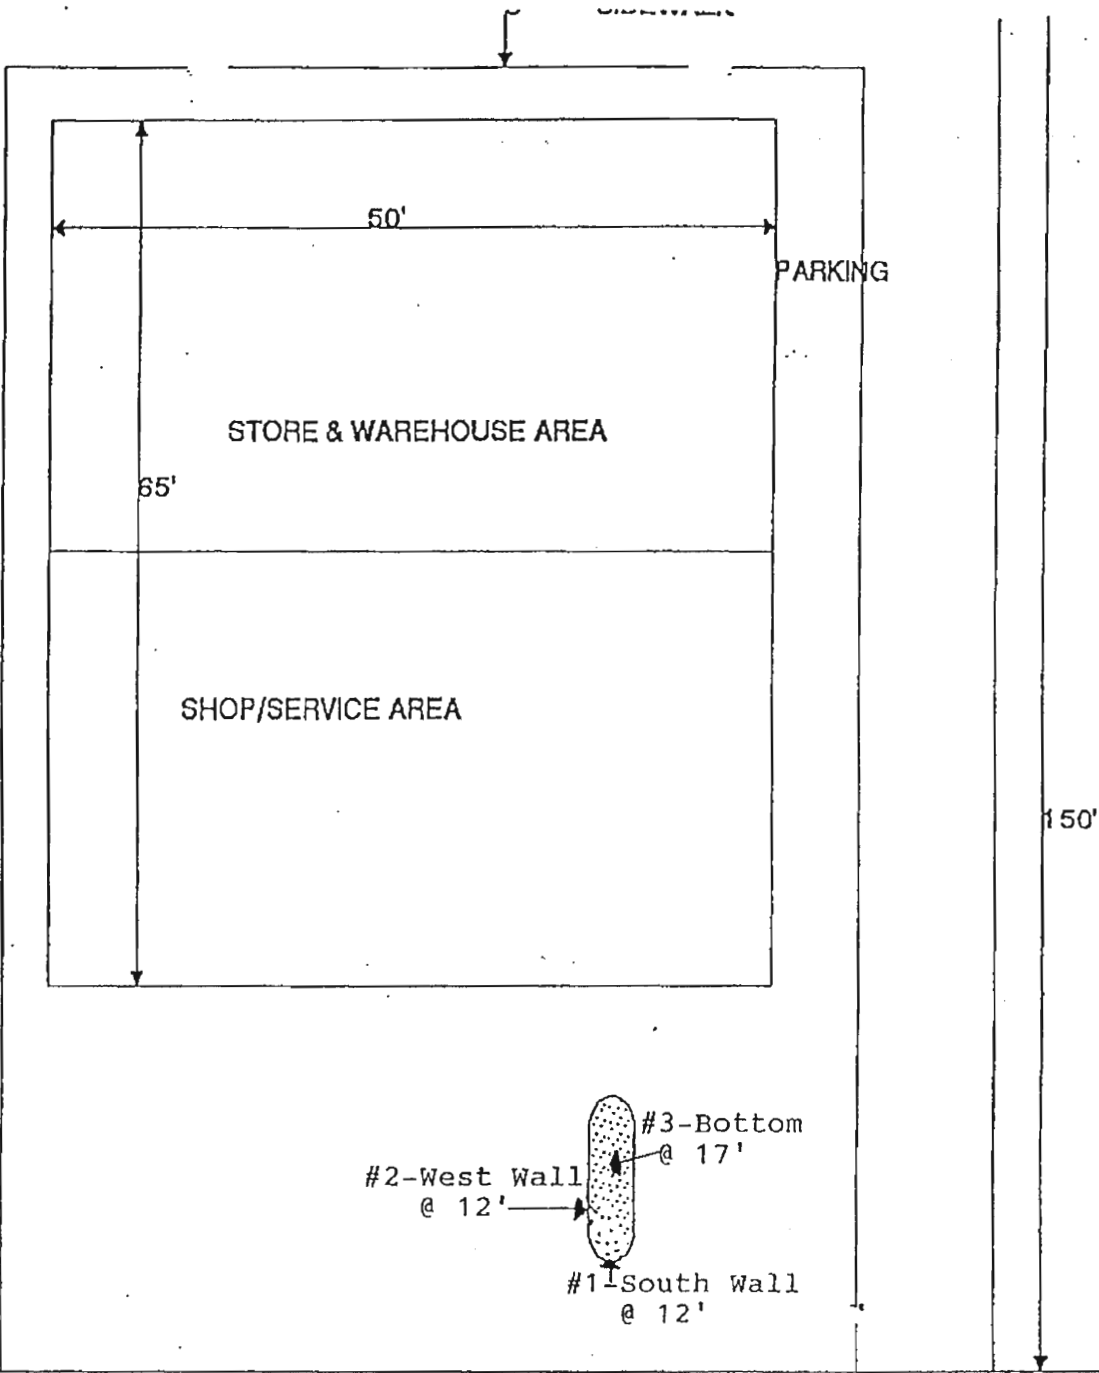 50'
PARKING
STORE & WAREHOUSE AREA
65'
SHOP/SERVICE AREA
150'
#3-Bottom
@ 17'
#2-West Wall
@ 12'
#1-South Wall
@ 12'